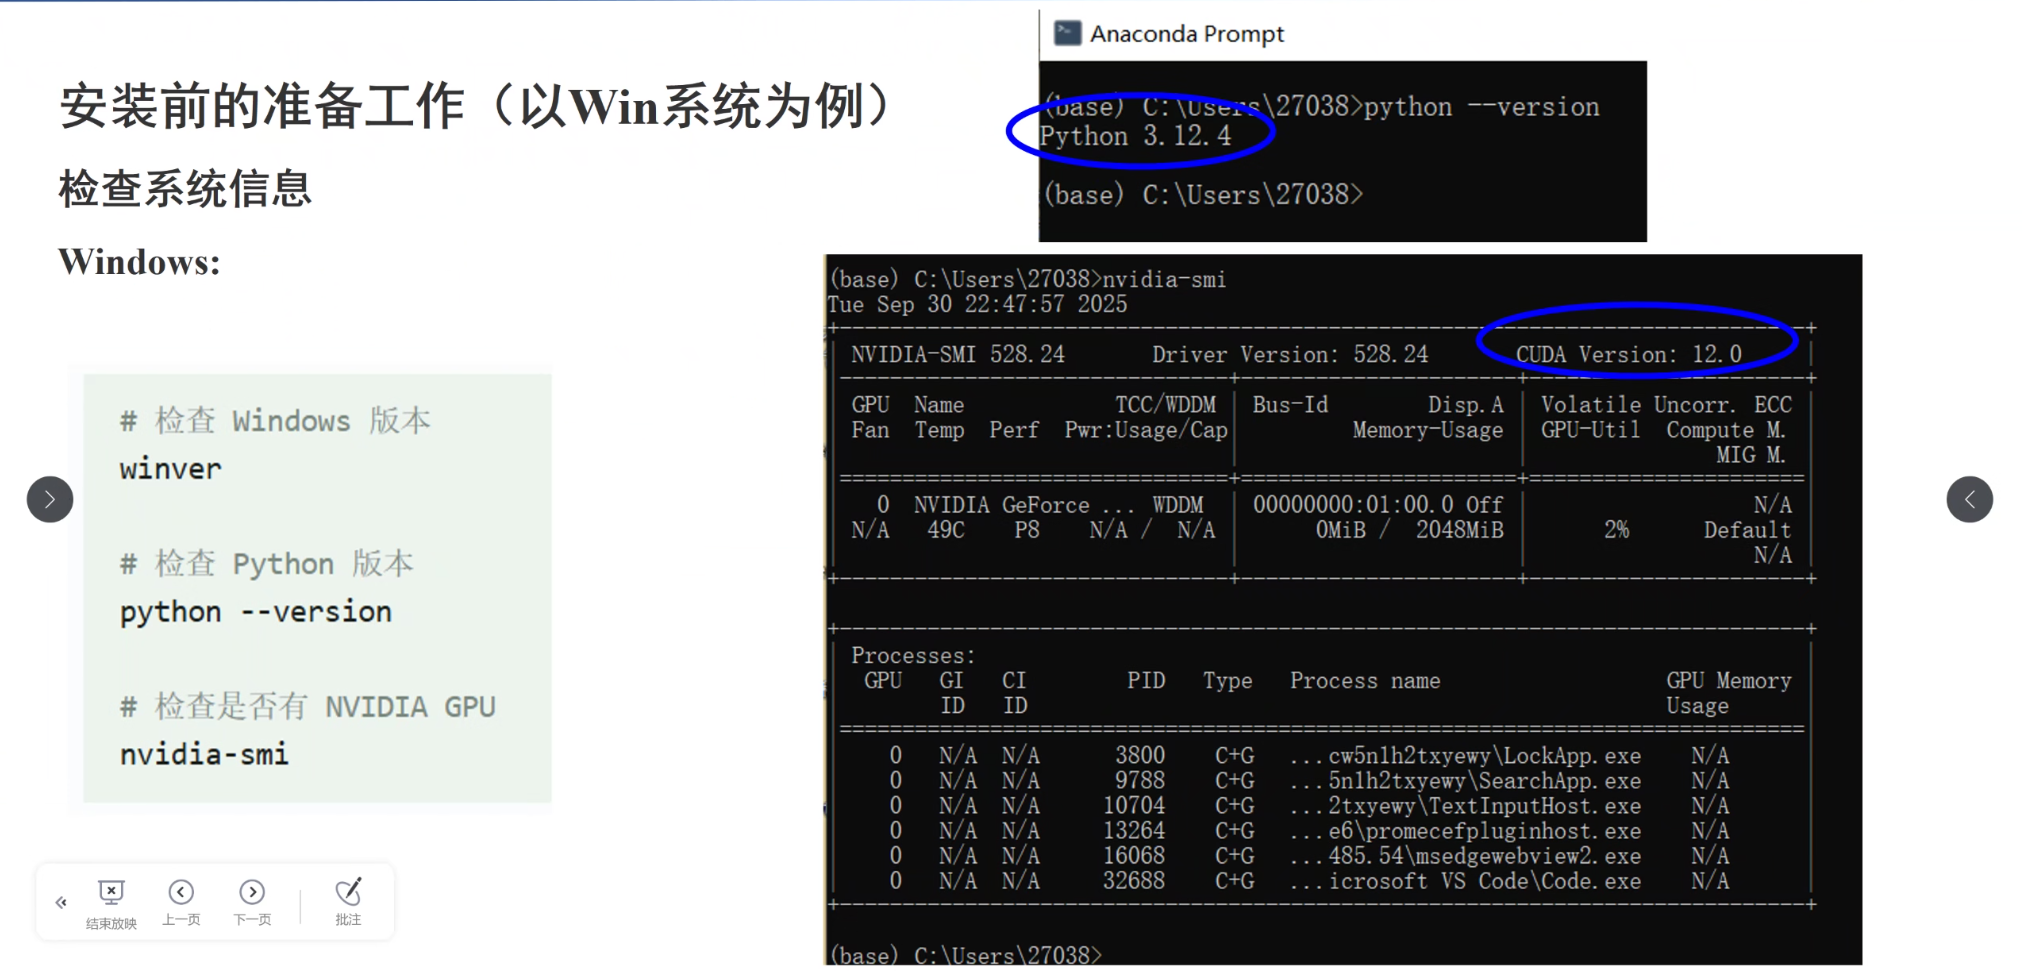 安装前的准备工作（以Win系统为例）
检查系统信息
Windows:
# 检查 Windows 版本
winver
# 检查 Python 版本
python --version
# 检查是否有 NVIDIA GPU
nvidia-smi
Anaconda Prompt
(base) C:\Users\27038>python --version
Python 3.12.4
(base) C:\Users\27038>
(base) C:\Users\27038>nvidia-smi
Tue Sep 30 22:47:57 2025
NVIDIA-SMI 528.24 Driver Version: 528.24 CUDA Version: 12.0
GPU Name TCC/WDDM | Bus-Id Disp.A | Volatile Uncorr. ECC
Fan Temp Perf Pwr:Usage/Cap | Memory-Usage | GPU-Util Compute M.
MIG M.
0 NVIDIA GeForce ... WDDM | 00000000:01:00.0 Off | N/A
N/A 49C P8 N/A / N/A | 0MiB / 2048MiB | 2% Default
N/A
Processes:
GPU GI CI PID Type Process name GPU Memory
ID ID Usage
0 N/A N/A 3800 C+G ...cw5n1h2txyewy\LockApp.exe N/A
0 N/A N/A 9788 C+G ...5n1h2txyewy\SearchApp.exe N/A
0 N/A N/A 10704 C+G ...2txyewy\TextInputHost.exe N/A
0 N/A N/A 13264 C+G ...e6\promecefpluginhost.exe N/A
0 N/A N/A 16068 C+G ...485.54\msedgewebview2.exe N/A
0 N/A N/A 32688 C+G ...icrosoft VS Code\Code.exe N/A
(base) C:\Users\27038>
结束放映 上一页 下一页 批注